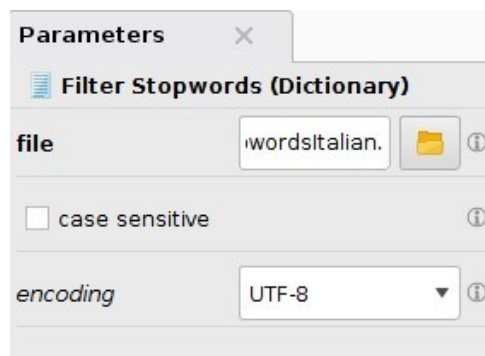 Parameters
Filter Stopwords (Dictionary)
file wordsItalian.
case sensitive
encoding UTF-8